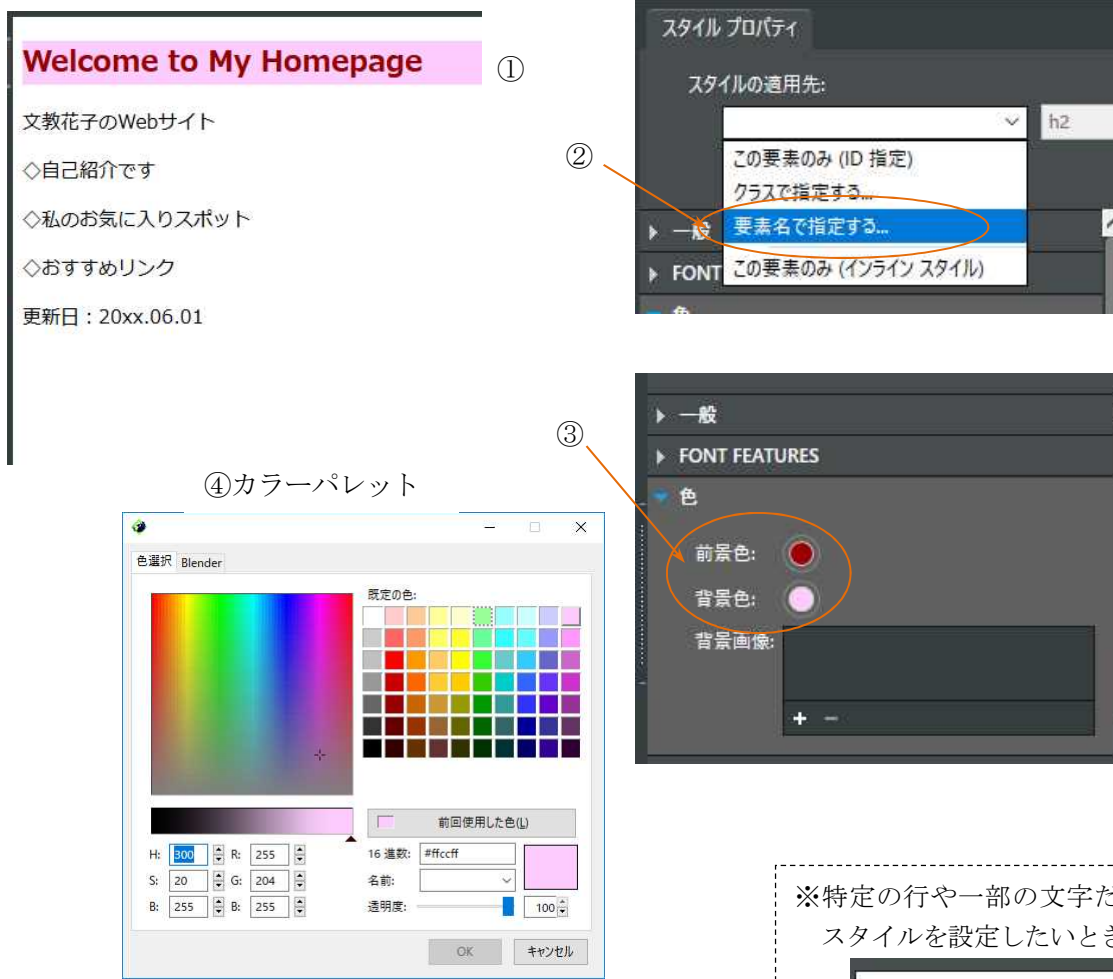 Welcome to My Homepage
①
文教花子のWebサイト
◇自己紹介です
◇私のお気に入りスポット
◇おすすめリンク
更新日：20xx.06.01
スタイル プロパティ
スタイルの適用先:
h2
②
この要素のみ (ID 指定)
クラスで指定する...
要素名で指定する...
この要素のみ (インライン スタイル)
一般
FONT
色
③
一般
FONT FEATURES
色
前景色:
背景色:
背景画像:
+ −
④カラーパレット
色選択 Blender
既定の色:
前回使用した色(L)
H: 300 R: 255 16 進数: #ffccff
S: 20 G: 204 名前:
B: 255 B: 255 透明度: 100
OK キャンセル
※特定の行や一部の文字だ
スタイルを設定したいとき